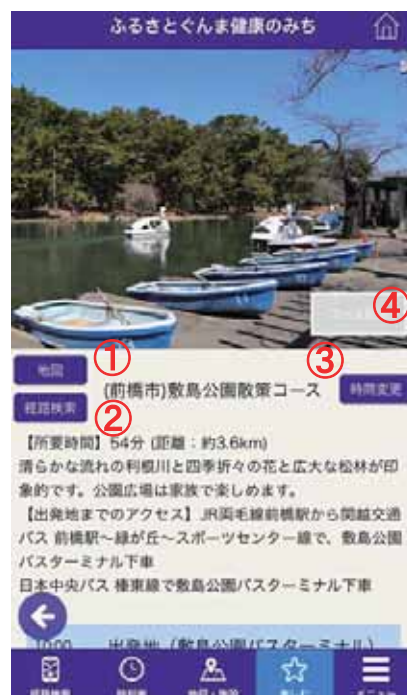 ふるさとぐんま健康のみち
④
地図
①
③
(前橋市)敷島公園散策コース
時間変更
経路検索
②
【所要時間】54分 (距離：約3.6km)
清らかな流れの利根川と四季折々の花と広大な松林が印
象的です。公園広場は家族で楽しめます。
【出発地までのアクセス】JR両毛線前橋駅から関越交通
バス 前橋駅～緑が丘～スポーツセンター線で、敷島公園
バスターミナル下車
日本中央バス 榛東線で敷島公園バスターミナル下車
10:00 出発地（敷島公園バスターミナル）